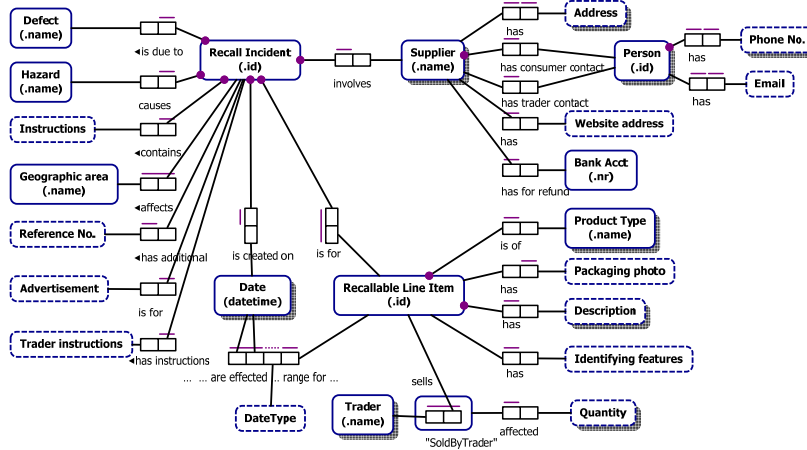 Defect
(.name)
is due to
Recall Incident
(.id)
involves
Supplier
(.name)
has
Address
has consumer contact
Person
(.id)
has
Phone No.
has
Email
Hazard
(.name)
causes
has trader contact
Instructions
contains
has
Website address
Geographic area
(.name)
affects
has for refund
Bank Acct
(.nr)
Reference No.
has additional
is created on
is for
is of
Product Type
(.name)
Advertisement
is for
Date
(datetime)
Recallable Line Item
(.id)
has
Packaging photo
has
Description
Trader instructions
has instructions
... ... are effected ... range for ...
has
Identifying features
DateType
sells
Trader
(.name)
"SoldByTrader"
affected
Quantity